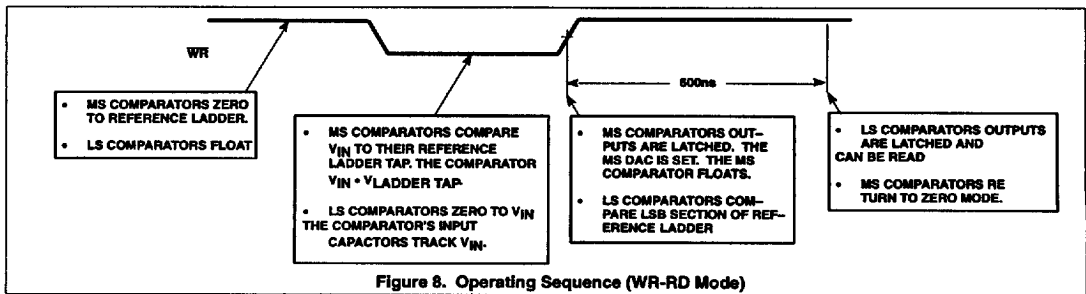 WR
600ns
• MS COMPARATORS ZERO
TO REFERENCE LADDER.
• LS COMPARATORS FLOAT
• MS COMPARATORS COMPARE
VIN TO THEIR REFERENCE
LADDER TAP. THE COMPARATOR
VIN • VLADDER TAP.
• LS COMPARATORS ZERO TO VIN
THE COMPARATOR'S INPUT
CAPACITORS TRACK VIN.
• MS COMPARATORS OUT–
PUTS ARE LATCHED. THE
MS DAC IS SET. THE MS
COMPARATOR FLOATS.
• LS COMPARATORS COM–
PARE LSB SECTION OF REF–
ERENCE LADDER
• LS COMPARATORS OUTPUTS
ARE LATCHED AND
CAN BE READ
• MS COMPARATORS RE
TURN TO ZERO MODE.
Figure 8. Operating Sequence (WR-RD Mode)